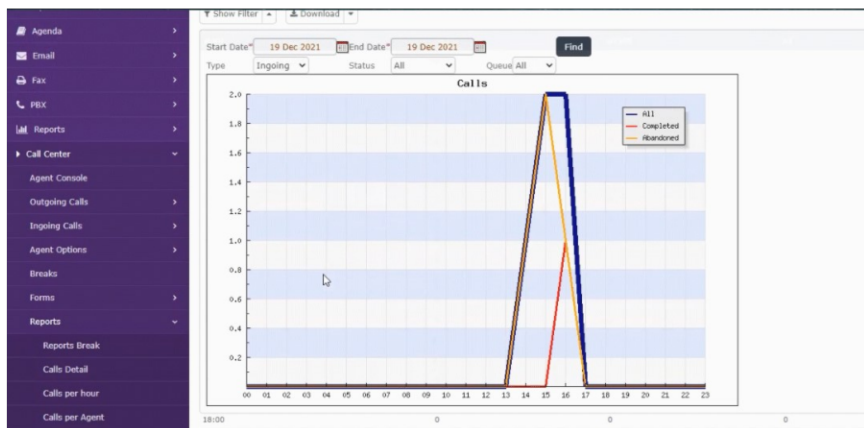 Show Filter Download
Agenda
Email
Fax
PBX
Reports
Call Center
Agent Console
Outgoing Calls
Ingoing Calls
Agent Options
Breaks
Forms
Reports
Reports Break
Calls Detail
Calls per hour
Calls per Agent
Start Date* 19 Dec 2021 End Date* 19 Dec 2021 Find
Type Ingoing Status All Queue All
Calls
All
Completed
Abandoned
2.0
1.8
1.6
1.4
1.2
1.0
0.8
0.6
0.4
0.2
00 01 02 03 04 05 06 07 08 09 10 11 12 13 14 15 16 17 18 19 20 21 22 23
18:00 0 0 0